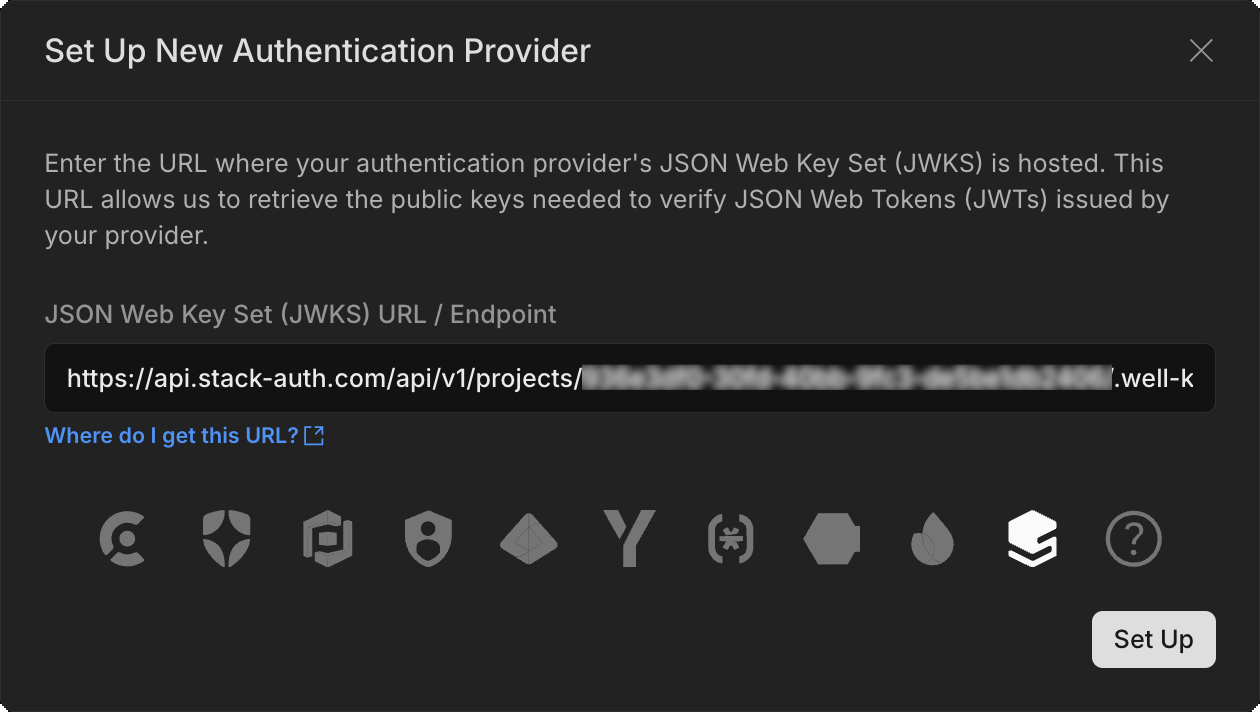 Set Up New Authentication Provider
Enter the URL where your authentication provider's JSON Web Key Set (JWKS) is hosted. This
URL allows us to retrieve the public keys needed to verify JSON Web Tokens (JWTs) issued by
your provider.
JSON Web Key Set (JWKS) URL / Endpoint
https://api.stack-auth.com/api/v1/projects/ .well-k
Where do I get this URL?
?
Set Up